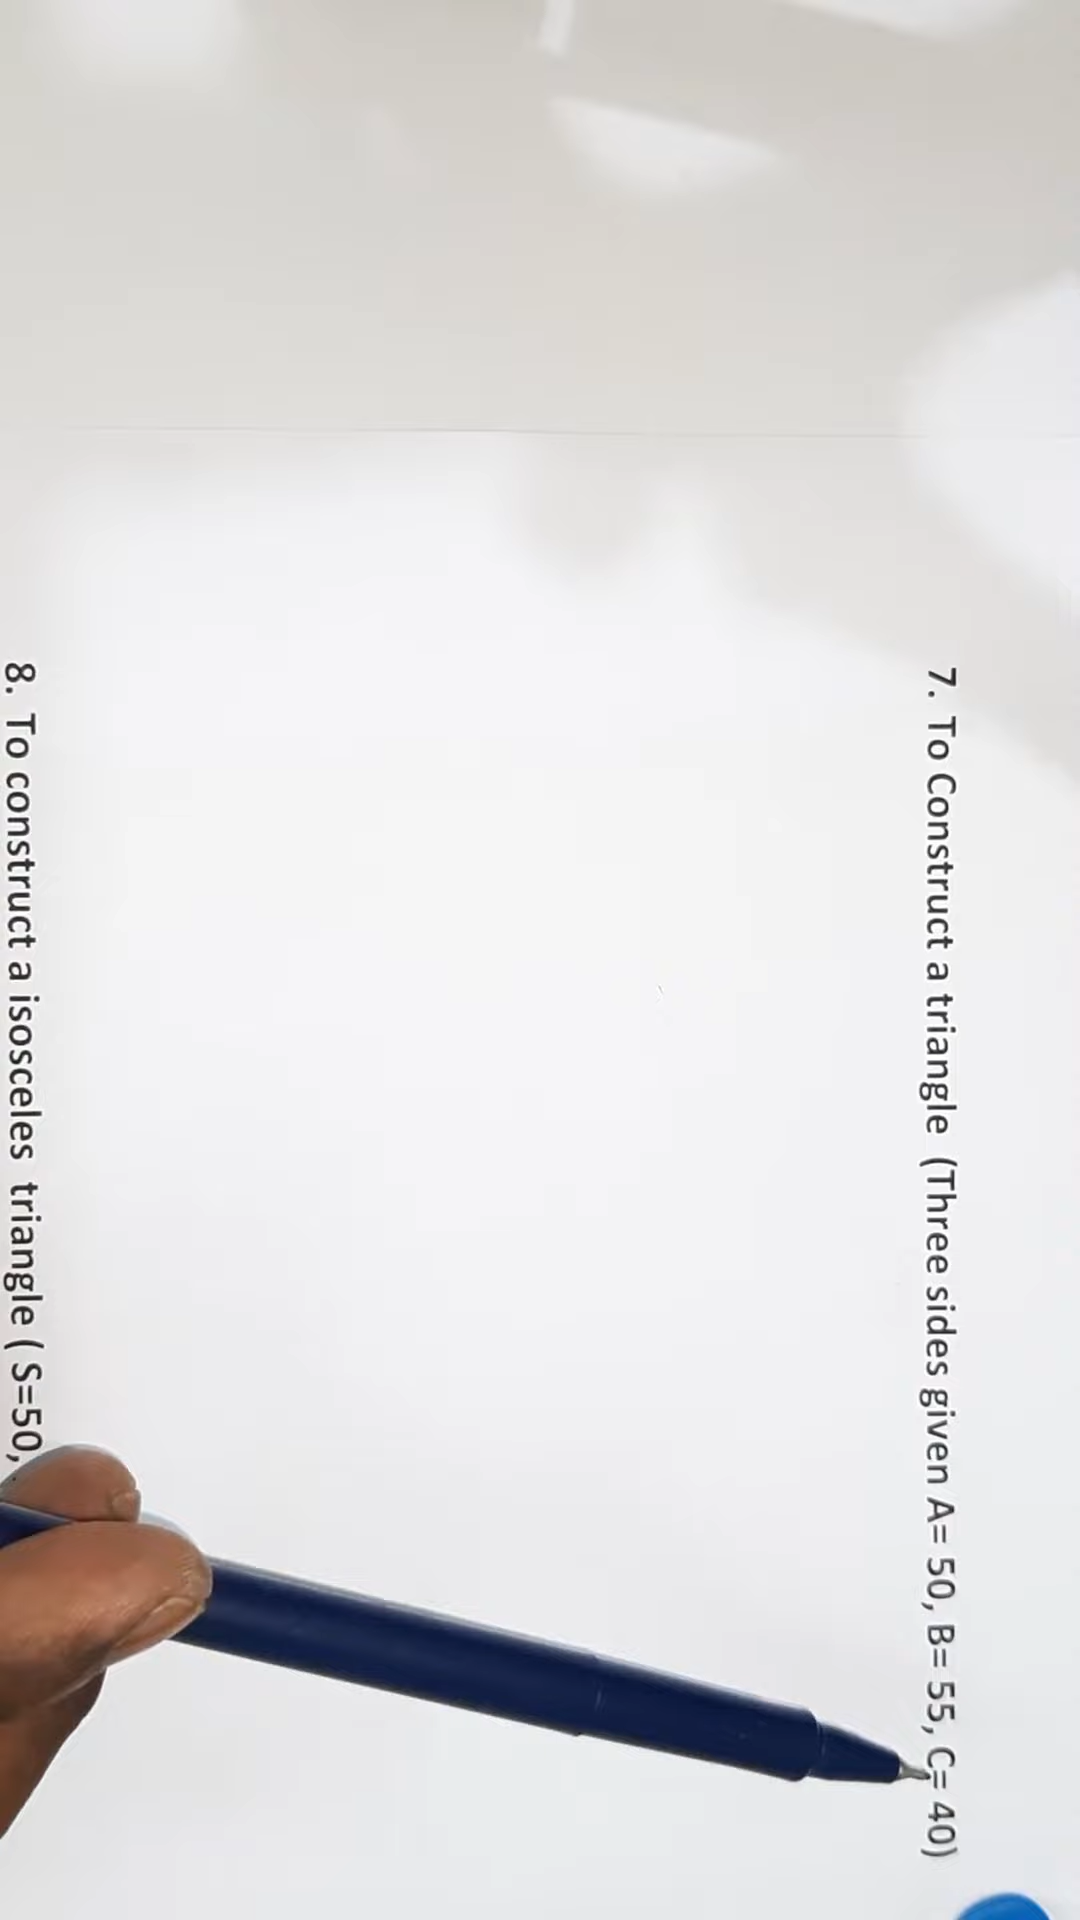 7. To Construct a triangle (Three sides given A= 50, B= 55, C= 40)
8. To construct a isosceles triangle ( S=50,